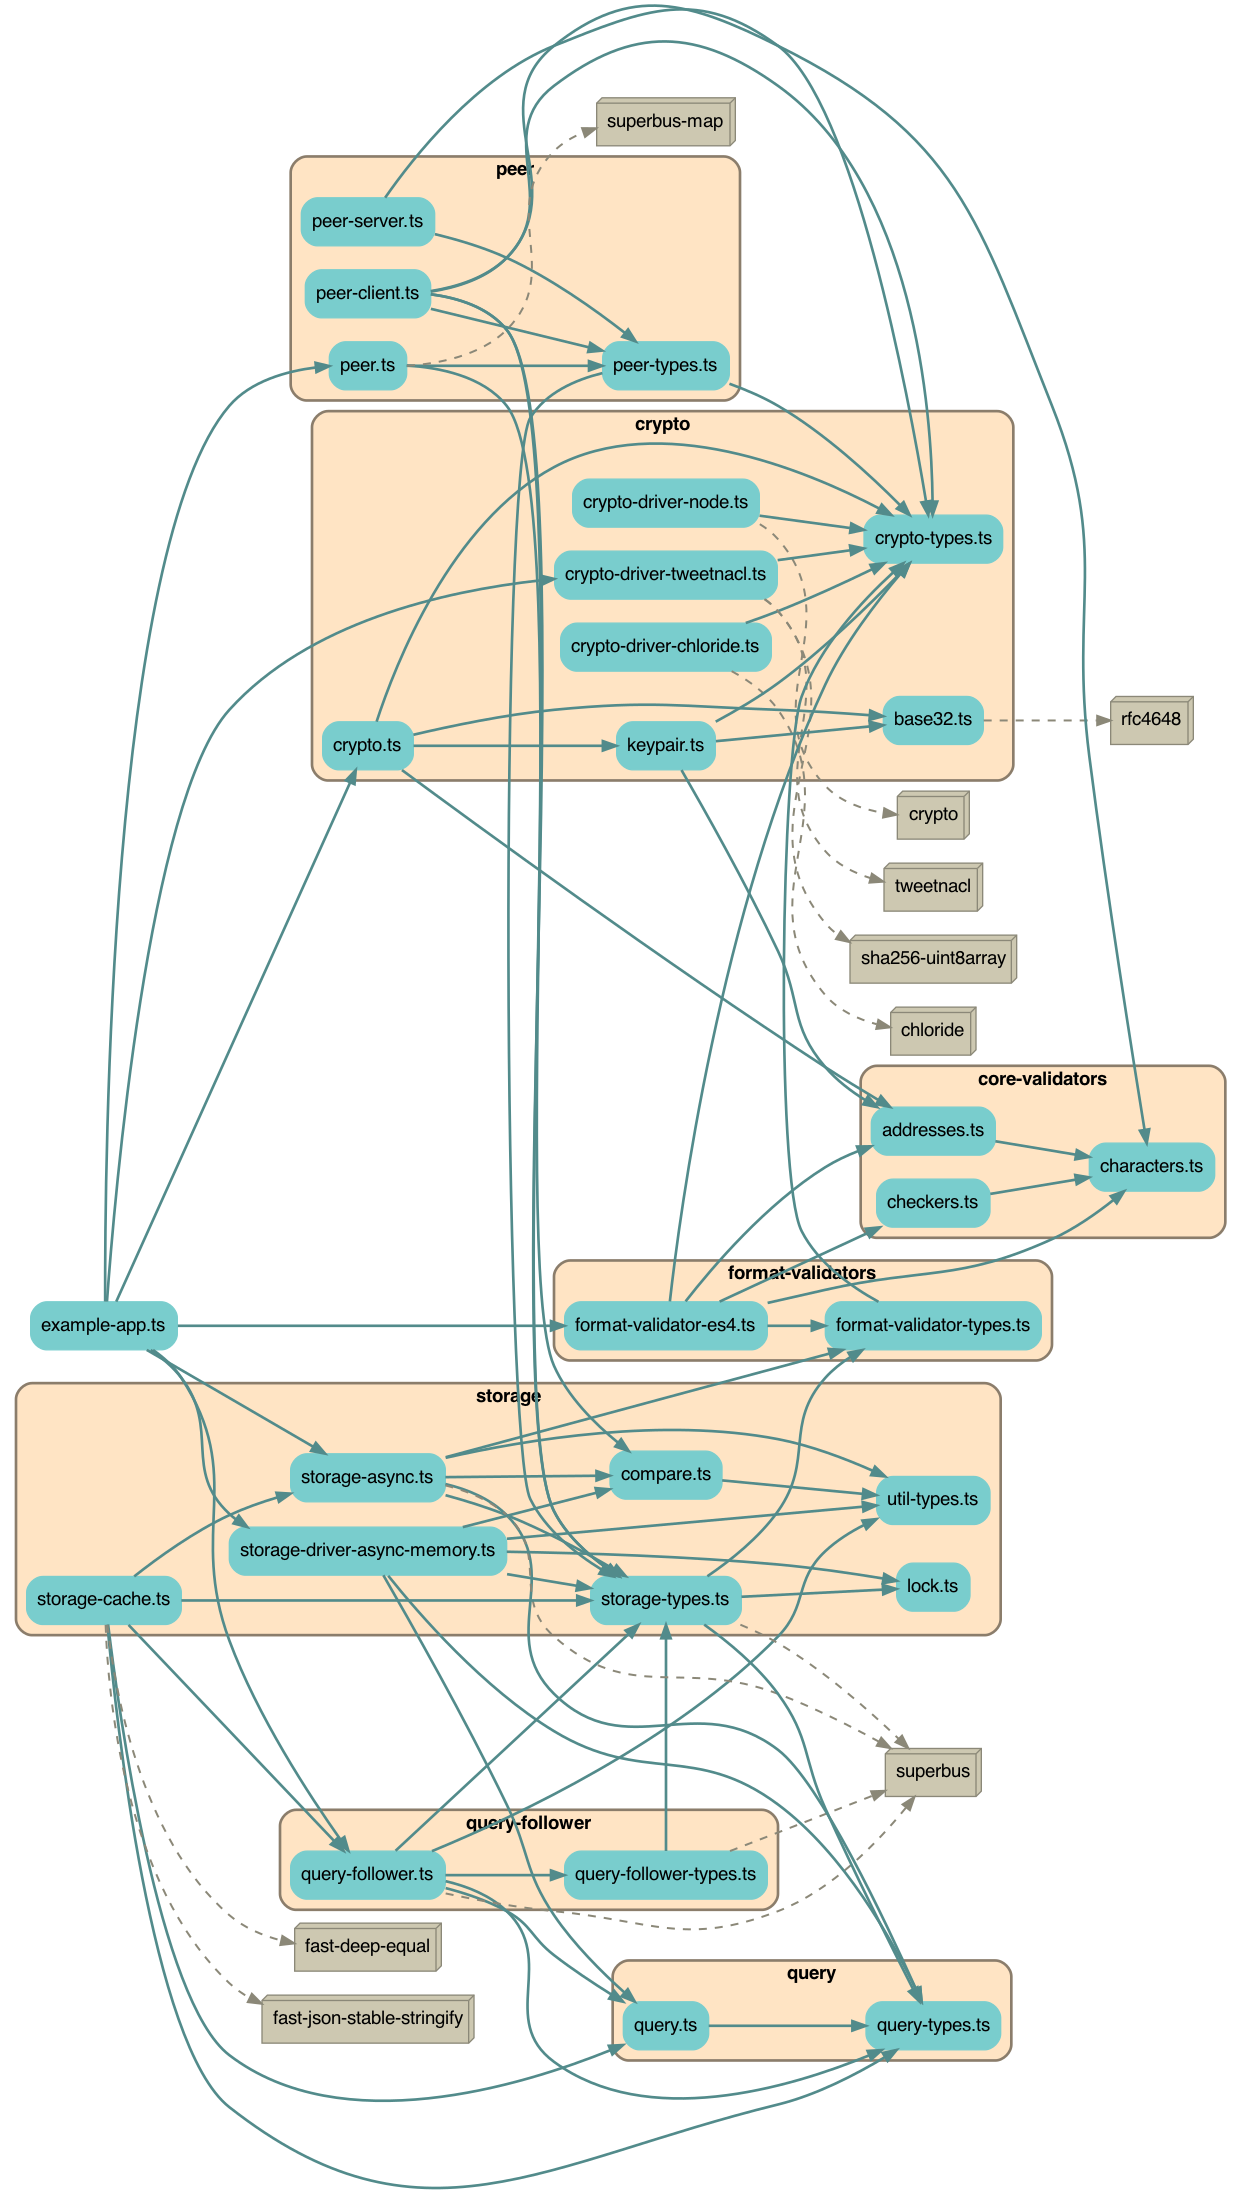 superbus-map
peer
peer-server.ts
peer-client.ts
peer.ts
peer-types.ts
crypto
crypto-driver-node.ts
crypto-types.ts
crypto-driver-tweetnacl.ts
crypto-driver-chloride.ts
base32.ts
rfc4648
crypto.ts
keypair.ts
crypto
tweetnacl
sha256-uint8array
chloride
core-validators
addresses.ts
characters.ts
checkers.ts
format-validators
example-app.ts
format-validator-es4.ts
format-validator-types.ts
storage
storage-async.ts
compare.ts
util-types.ts
storage-driver-async-memory.ts
lock.ts
storage-cache.ts
storage-types.ts
superbus
query-follower
query-follower.ts
query-follower-types.ts
fast-deep-equal
query
fast-json-stable-stringify
query.ts
query-types.ts